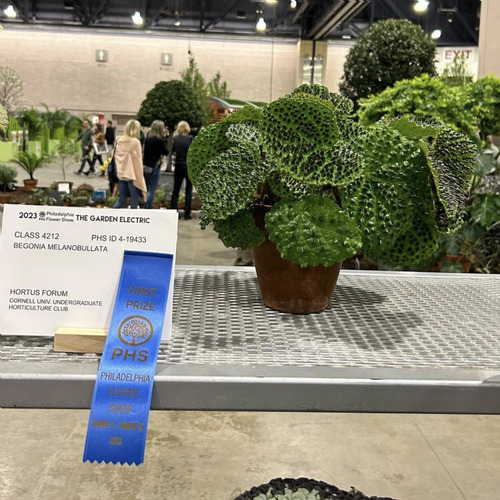 2023 Philadelphia Flower Show THE GARDEN ELECTRIC
CLASS 4212 PHS ID 4-19433
BEGONIA MELANOBULLATA
HORTUS FORUM
CORNELL UNIV. UNDERGRADUATE
HORTICULTURE CLUB
FIRST
PRIZE
PHS
PHILADELPHIA
FLOWER
SHOW
EXIT